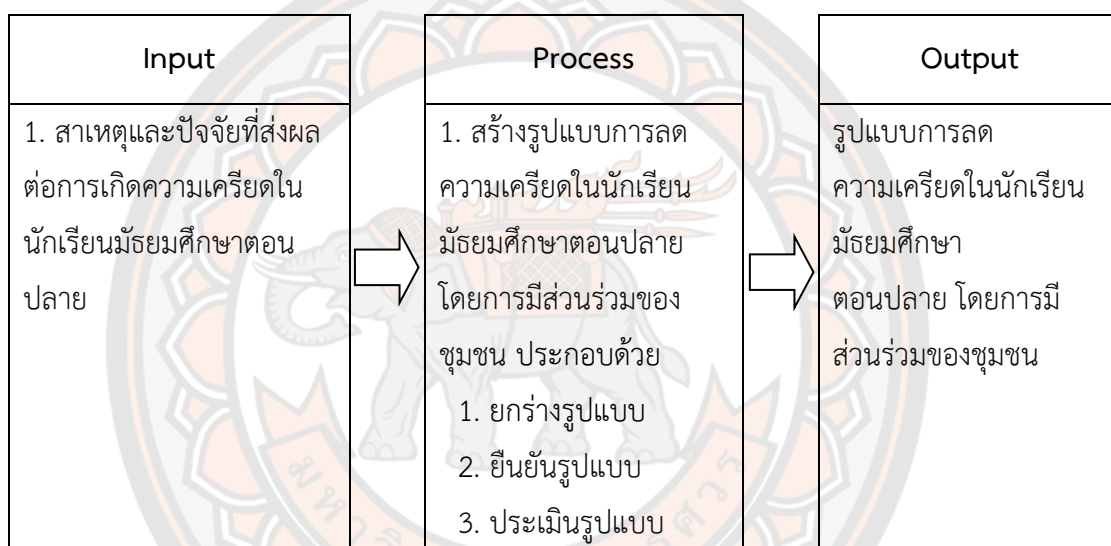 Input
1. สาเหตุและปัจจัยที่ส่งผล
ต่อการเกิดความเครียดใน
นักเรียนมัธยมศึกษาตอน
ปลาย
Process
1. สร้างรูปแบบการลด
ความเครียดในนักเรียน
มัธยมศึกษาตอนปลาย
โดยการมีส่วนร่วมของ
ชุมชน ประกอบด้วย
1. ยกร่างรูปแบบ
2. ยืนยันรูปแบบ
3. ประเมินรูปแบบ
Output
รูปแบบการลด
ความเครียดในนักเรียน
มัธยมศึกษา
ตอนปลาย โดยการมี
ส่วนร่วมของชุมชน